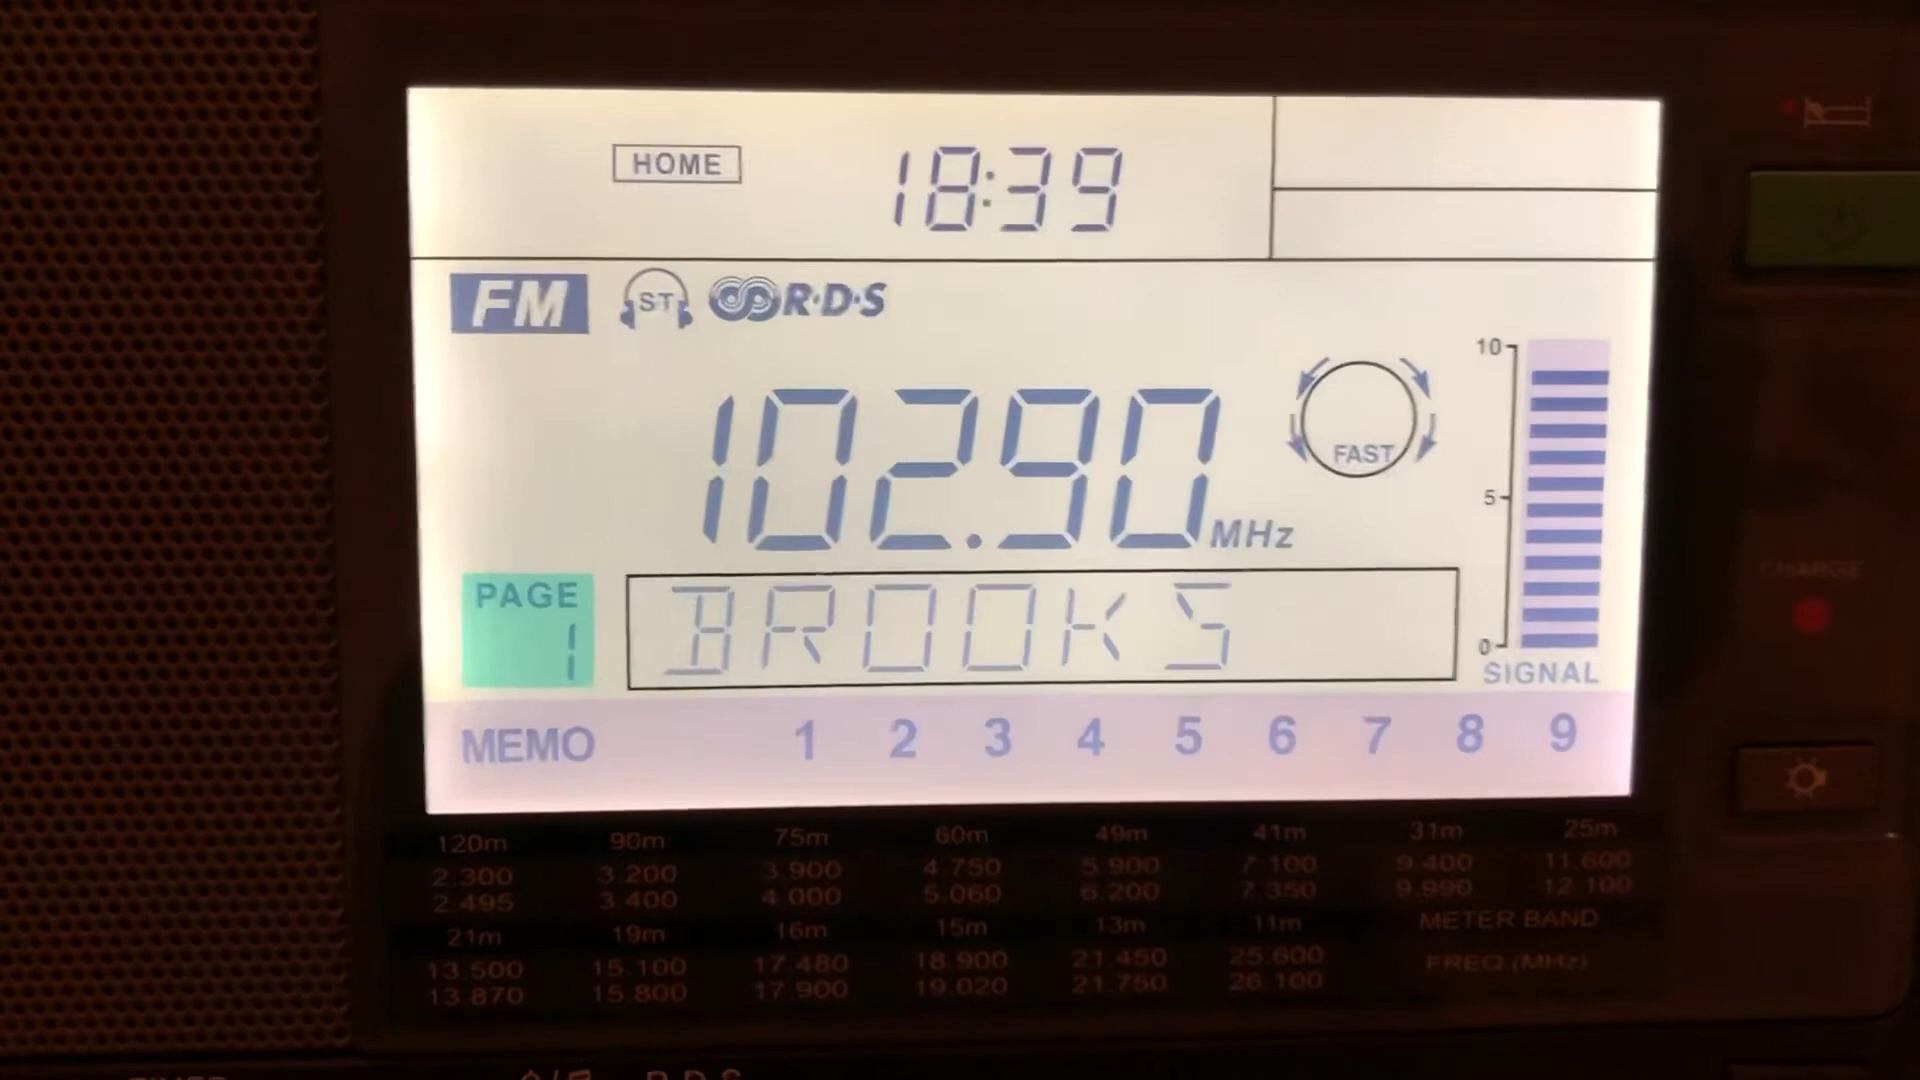 HOME 18:39
FM ST R·D·S
10
102.90 MHz
FAST
5
PAGE
1
BROOKS
0
SIGNAL
MEMO 1 2 3 4 5 6 7 8 9
120m 90m 75m 60m 49m 41m 31m 25m
2.300 3.200 3.900 4.750 5.900 7.100 9.400 11.600
2.495 3.400 4.000 5.060 6.200 7.350 9.990 12.100
21m 19m 16m 15m 13m 11m METER BAND
13.500 15.100 17.480 18.900 21.450 25.600 FREQ.(MHz)
13.870 15.800 17.900 19.020 21.750 26.100
CHARGE